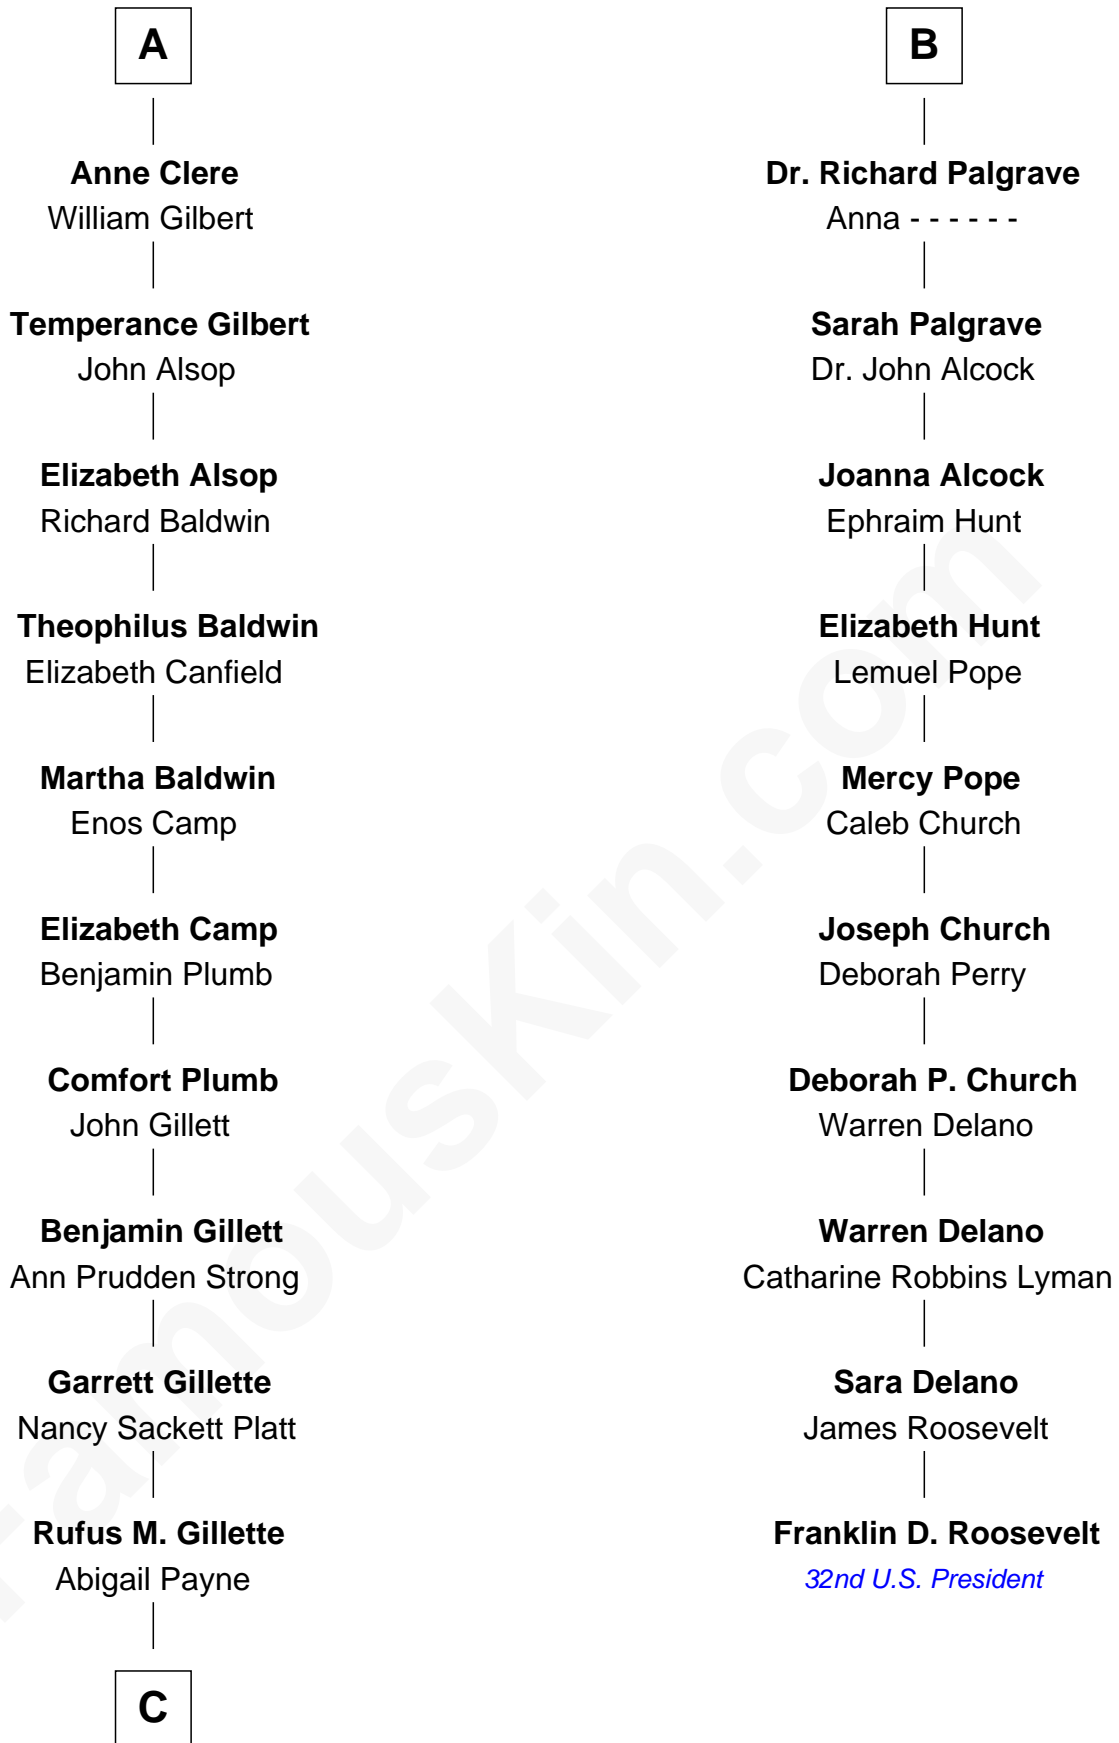 A
Anne Clere
William Gilbert
Temperance Gilbert
John Alsop
Elizabeth Alsop
Richard Baldwin
Theophilus Baldwin
Elizabeth Canfield
Martha Baldwin
Enos Camp
Elizabeth Camp
Benjamin Plumb
Comfort Plumb
John Gillett
Benjamin Gillett
Ann Prudden Strong
Garrett Gillette
Nancy Sackett Platt
Rufus M. Gillette
Abigail Payne
C
B
Dr. Richard Palgrave
Anna - - - - - -
Sarah Palgrave
Dr. John Alcock
Joanna Alcock
Ephraim Hunt
Elizabeth Hunt
Lemuel Pope
Mercy Pope
Caleb Church
Joseph Church
Deborah Perry
Deborah P. Church
Warren Delano
Warren Delano
Catharine Robbins Lyman
Sara Delano
James Roosevelt
Franklin D. Roosevelt
32nd U.S. President
FamousKin.com